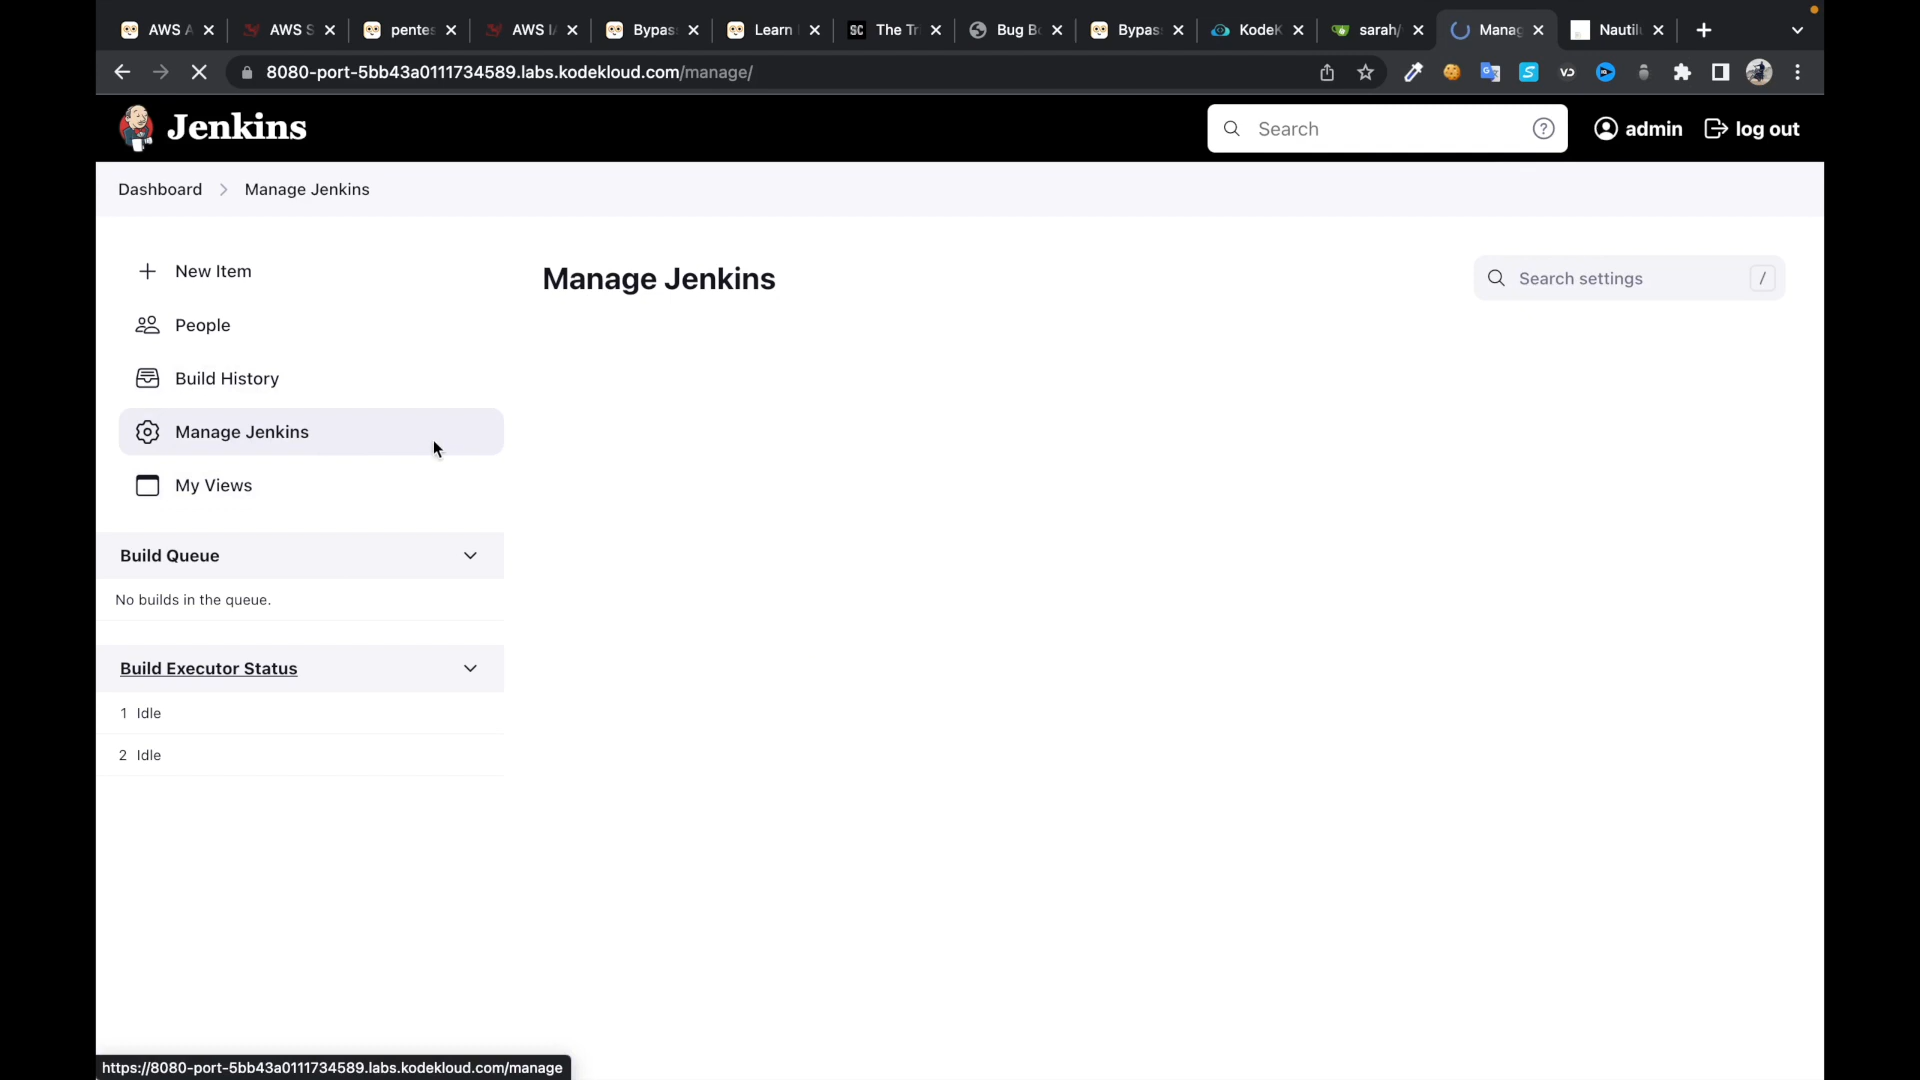 AWS A
AWS S
pentes
AWS I
Bypas
Learn
SC
The Tr
Bug B
Bypas
KodeK
sarah/
Manag
Nautil
8080-port-5bb43a0111734589.labs.kodekloud.com/manage/
Jenkins
Search
?
admin
log out
Dashboard
Manage Jenkins
New Item
People
Build History
Manage Jenkins
My Views
Manage Jenkins
Search settings
/
Build Queue
No builds in the queue.
Build Executor Status
1 Idle
2 Idle
https://8080-port-5bb43a0111734589.labs.kodekloud.com/manage